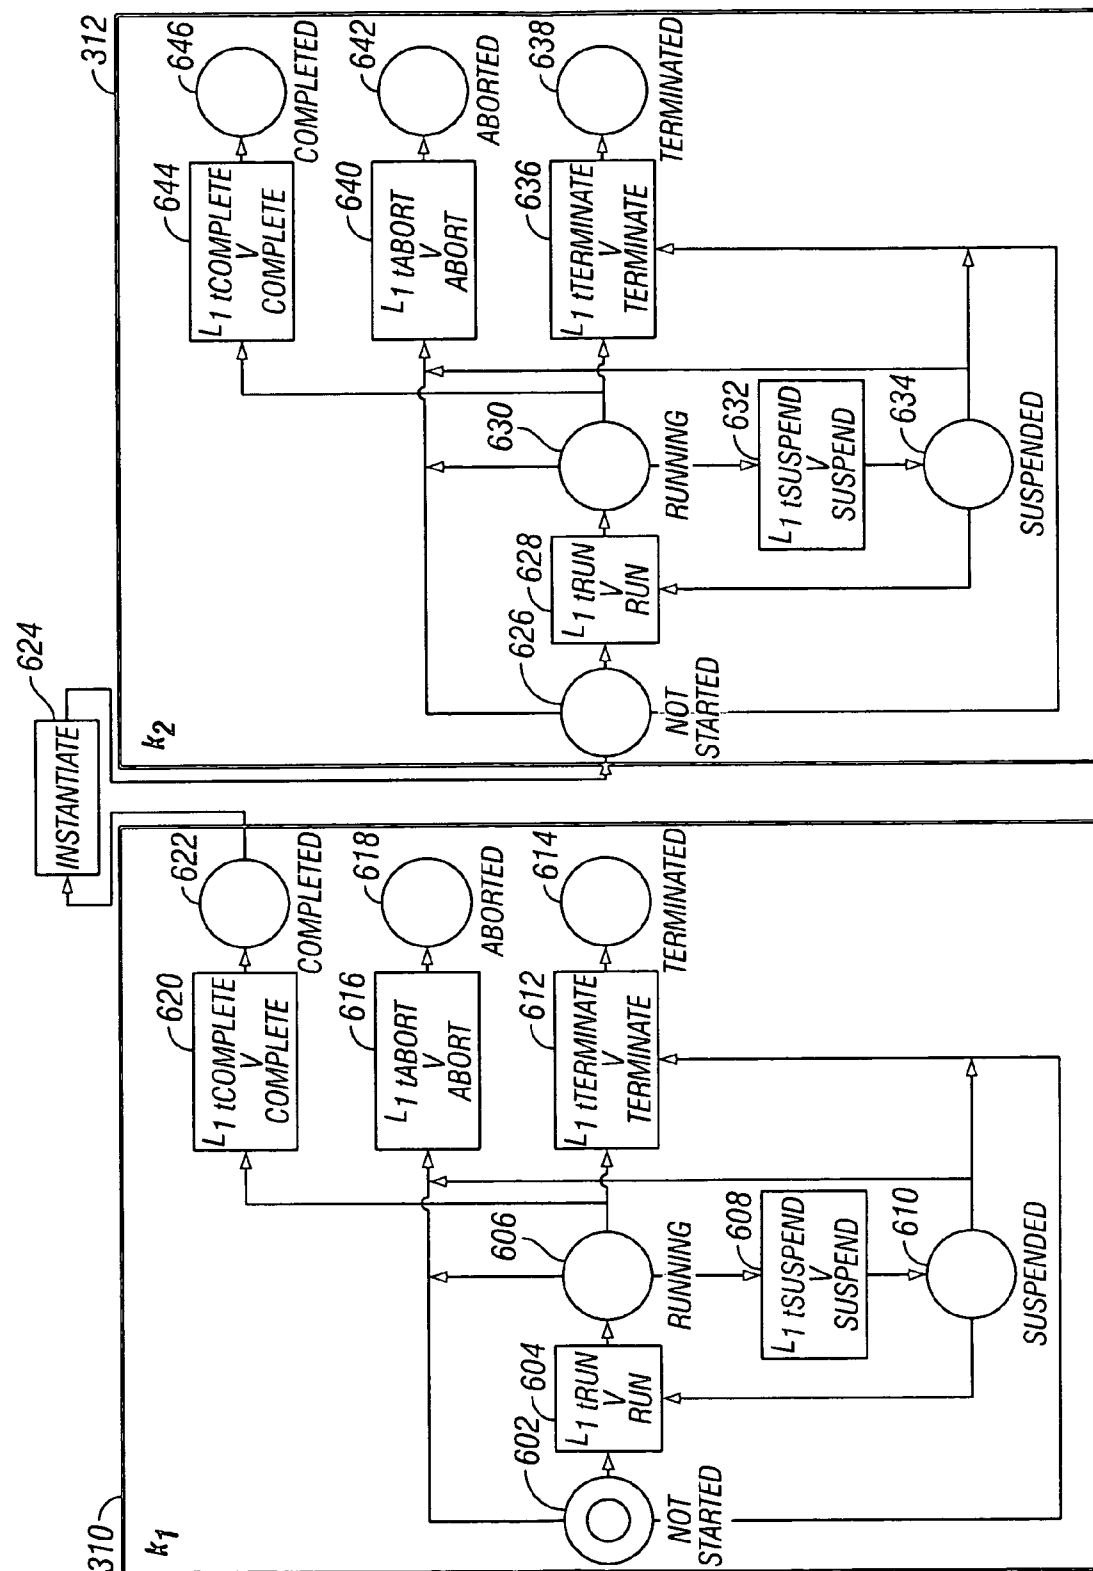 310
k1
602
NOT
STARTED
604
L1 tRUN
V
RUN
606
RUNNING
608
L1 tSUSPEND
V
SUSPEND
610
SUSPENDED
612
L1 tTERMINATE
V
TERMINATE
614
TERMINATED
616
L1 tABORT
V
ABORT
618
ABORTED
620
L1 tCOMPLETE
V
COMPLETE
622
COMPLETED
INSTANTIATE
624
312
k2
626
NOT
STARTED
628
L1 tRUN
V
RUN
630
RUNNING
632
L1 tSUSPEND
V
SUSPEND
634
SUSPENDED
636
L1 tTERMINATE
V
TERMINATE
638
TERMINATED
640
L1 tABORT
V
ABORT
642
ABORTED
644
L1 tCOMPLETE
V
COMPLETE
646
COMPLETED